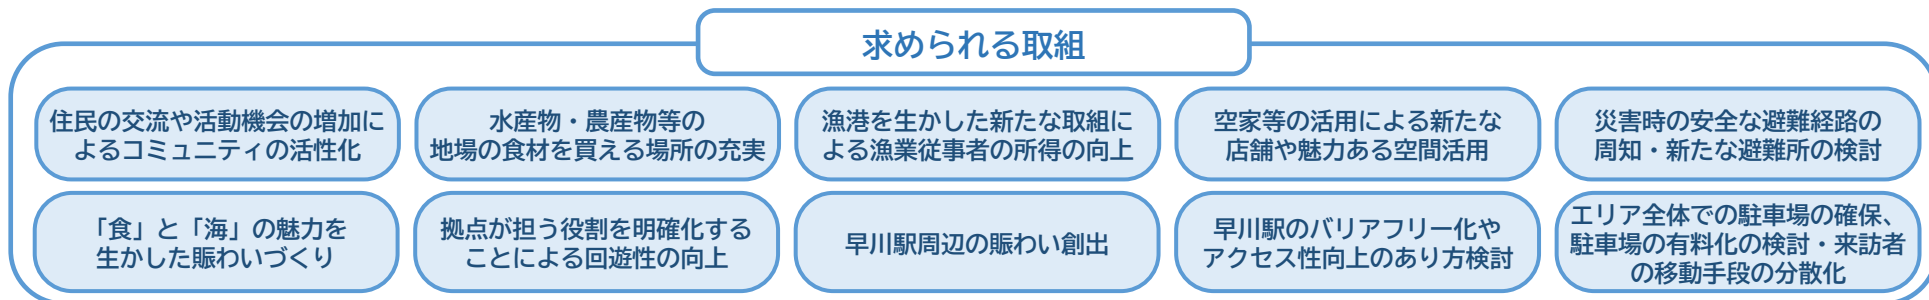 求められる取組
住民の交流や活動機会の増加に
よるコミュニティの活性化
水産物・農産物等の
地場の食材を買える場所の充実
漁港を生かした新たな取組に
よる漁業従事者の所得の向上
空家等の活用による新たな
店舗や魅力ある空間活用
災害時の安全な避難経路の
周知・新たな避難所の検討
「食」と「海」の魅力を
生かした賑わいづくり
拠点が担う役割を明確化する
ことによる回遊性の向上
早川駅周辺の賑わい創出
早川駅のバリアフリー化や
アクセス性向上のあり方検討
エリア全体での駐車場の確保、
駐車場の有料化の検討・来訪者
の移動手段の分散化